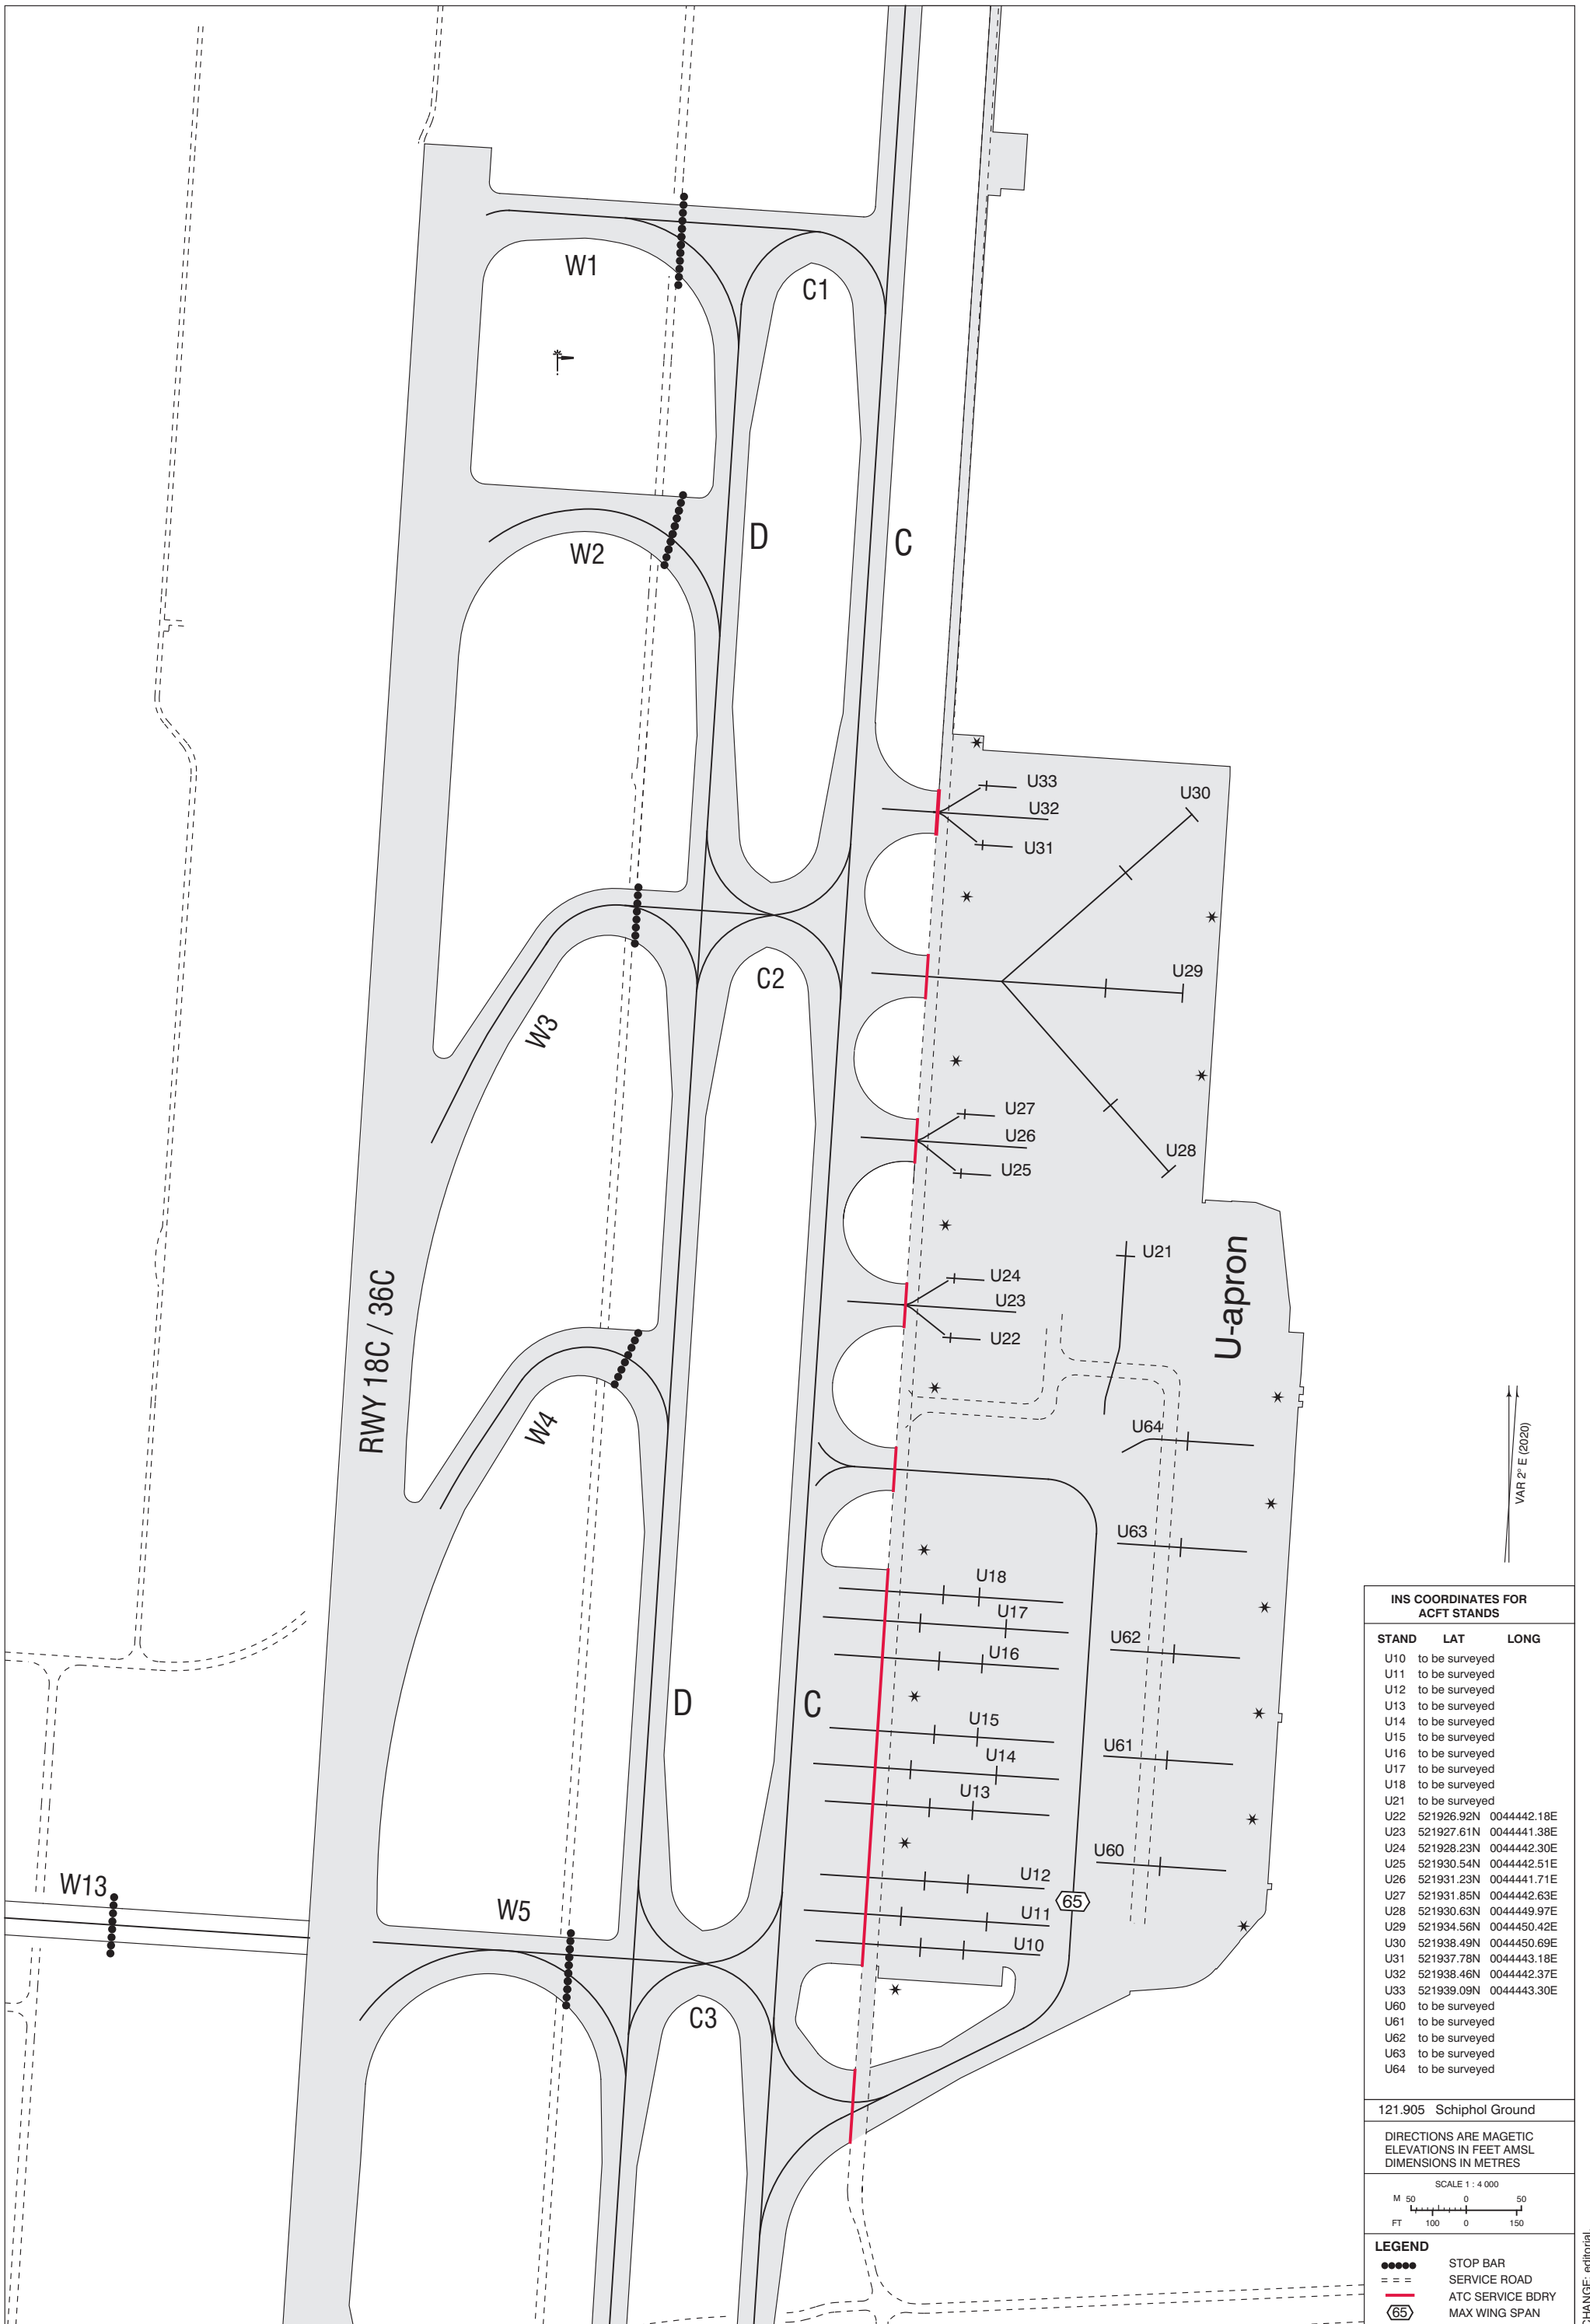 W1
C1
W2
D
C
U33
U32
U31
U30
W3
C2
U29
U27
U26
U25
U28
U24
U23
U22
U21
U-apron
RWY 18C / 36C
W4
U64
U63
U18
U17
U16
U62
D
C
U15
U14
U13
U61
U12
U60
65
U11
U10
W13
W5
C3
VAR 2° E (2020)
INS COORDINATES FOR
ACFT STANDS
STAND LAT LONG
U10 to be surveyed
U11 to be surveyed
U12 to be surveyed
U13 to be surveyed
U14 to be surveyed
U15 to be surveyed
U16 to be surveyed
U17 to be surveyed
U18 to be surveyed
U21 to be surveyed
U22 521926.92N 0044442.18E
U23 521927.61N 0044441.38E
U24 521928.23N 0044442.30E
U25 521930.54N 0044442.51E
U26 521931.23N 0044441.71E
U27 521931.85N 0044442.63E
U28 521930.63N 0044449.97E
U29 521934.56N 0044450.42E
U30 521938.49N 0044450.69E
U31 521937.78N 0044443.18E
U32 521938.46N 0044442.37E
U33 521939.09N 0044443.30E
U60 to be surveyed
U61 to be surveyed
U62 to be surveyed
U63 to be surveyed
U64 to be surveyed
121.905 Schiphol Ground
DIRECTIONS ARE MAGETIC
ELEVATIONS IN FEET AMSL
DIMENSIONS IN METRES
SCALE 1 : 4 000
M 50 0 50
FT 100 0 150
LEGEND
STOP BAR
SERVICE ROAD
ATC SERVICE BDRY
65 MAX WING SPAN
editorial.